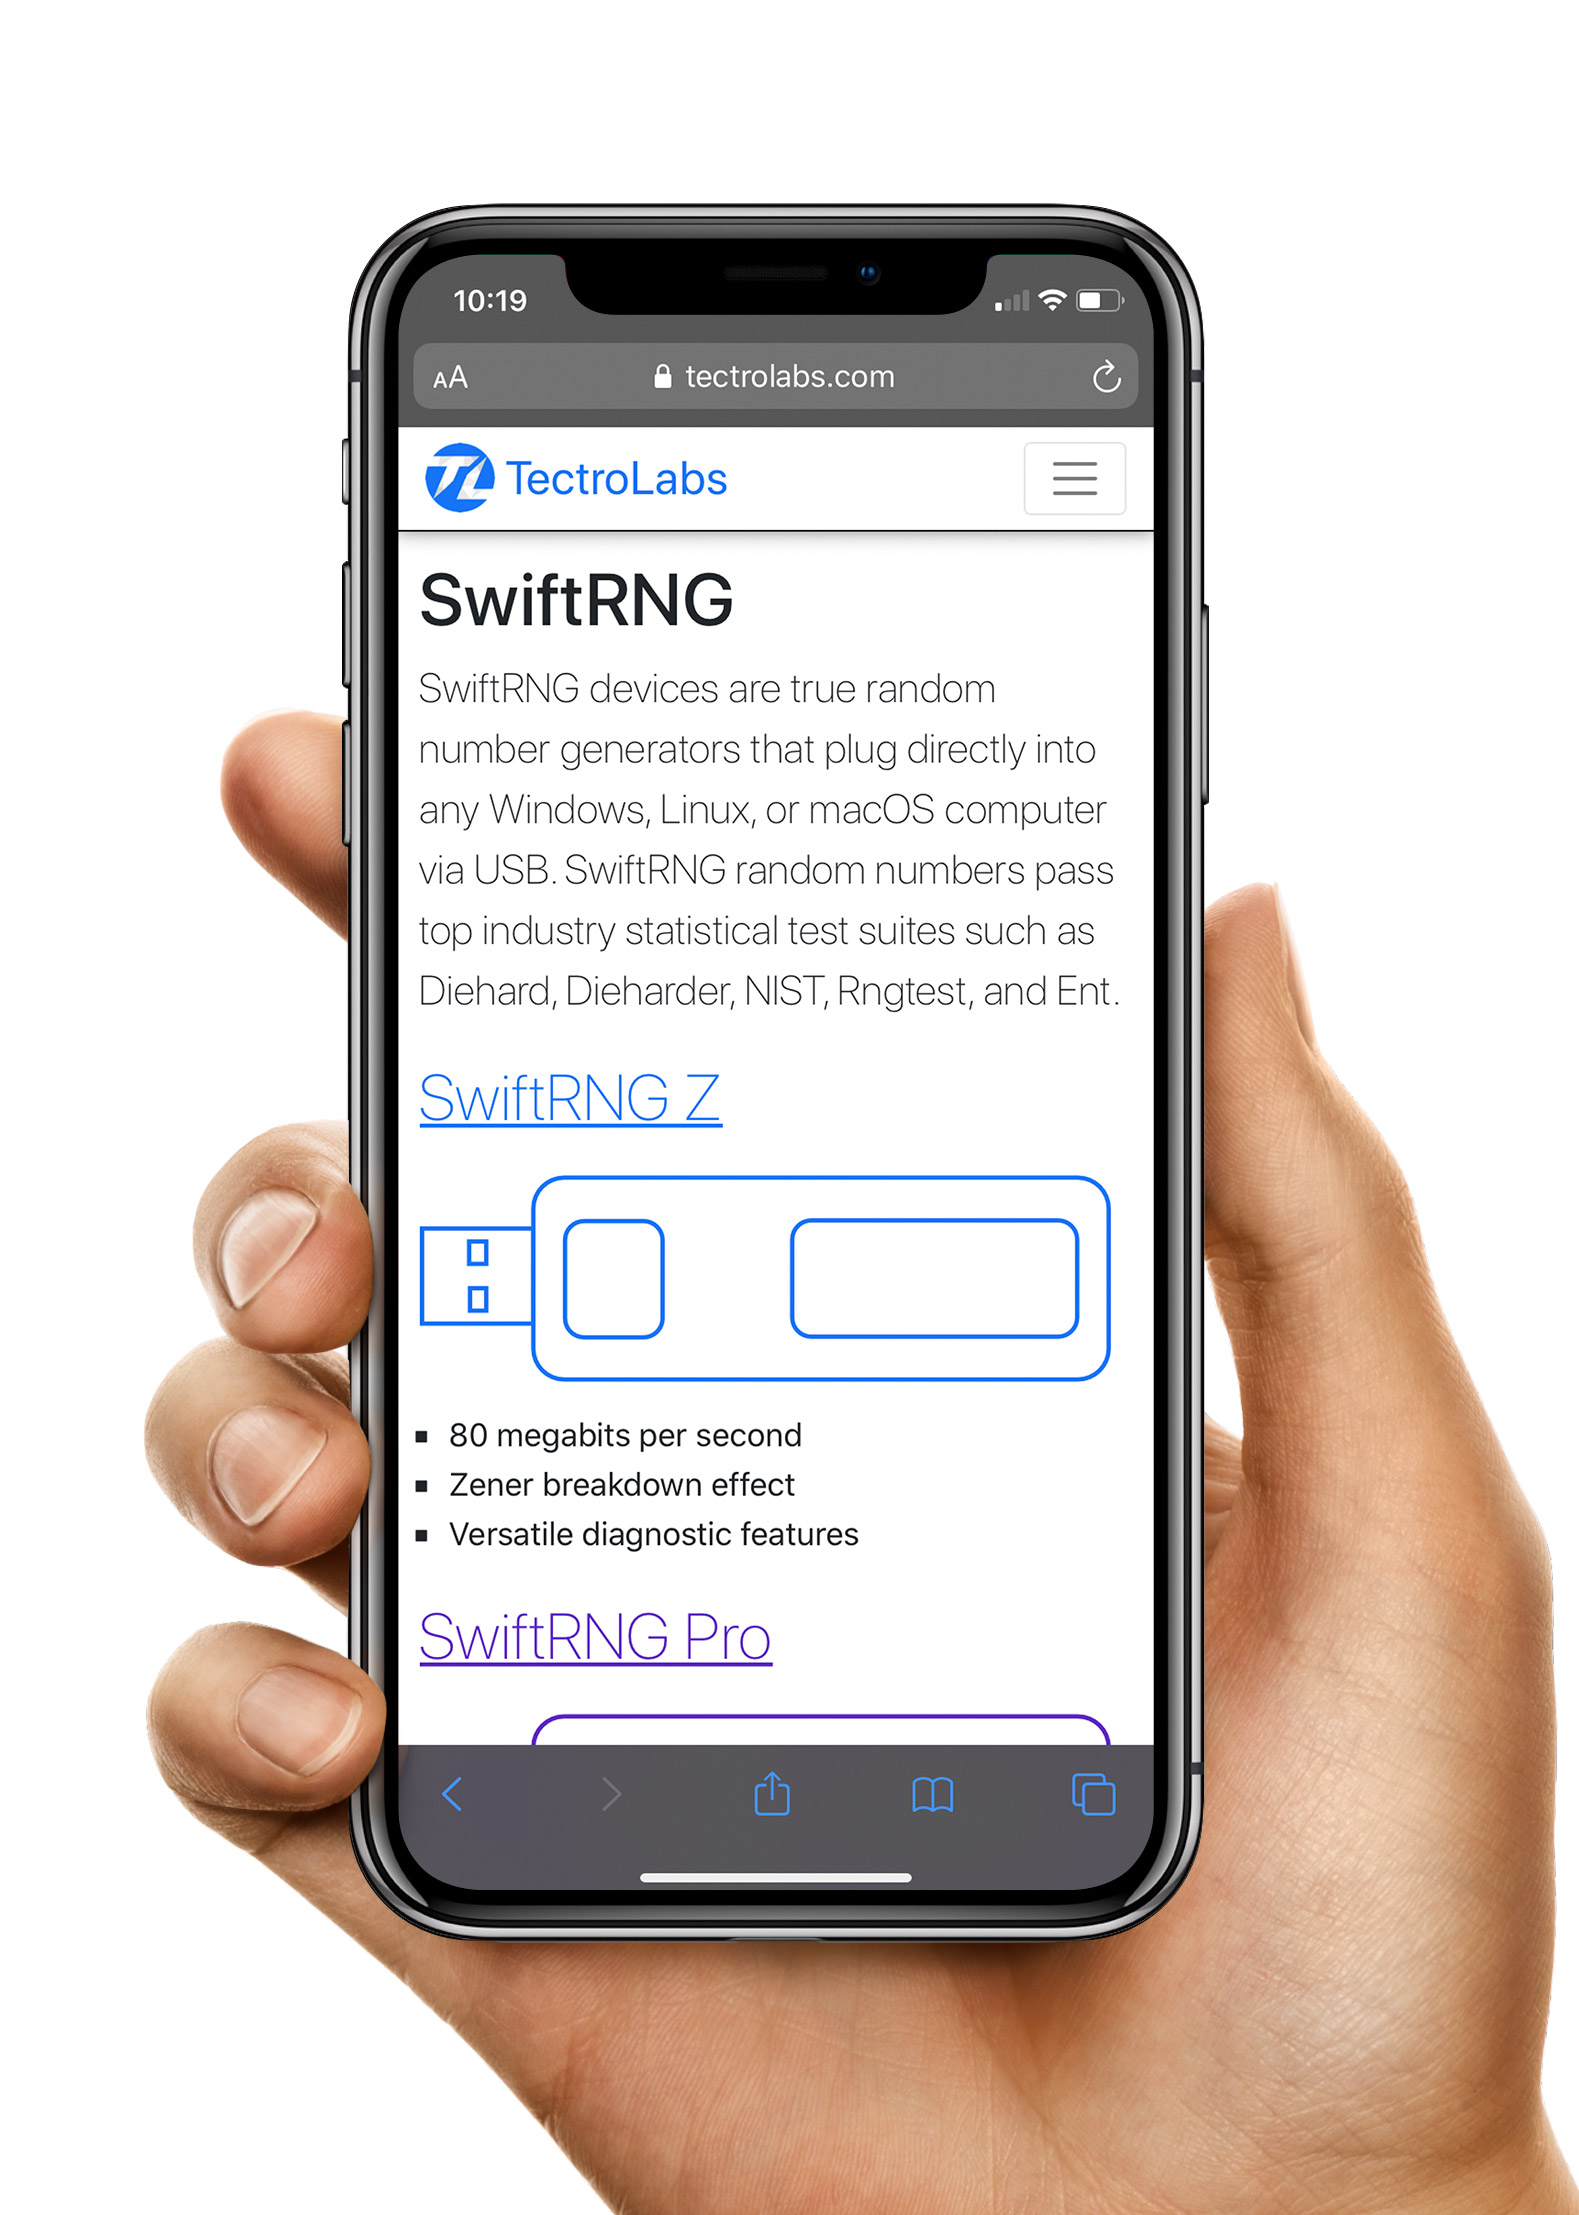 10:19
AA tectrolabs.com
TL TectroLabs
SwiftRNG
SwiftRNG devices are true random
number generators that plug directly into
any Windows, Linux, or macOS computer
via USB. SwiftRNG random numbers pass
top industry statistical test suites such as
Diehard, Dieharder, NIST, Rngtest, and Ent.
SwiftRNG Z
80 megabits per second
Zener breakdown effect
Versatile diagnostic features
SwiftRNG Pro